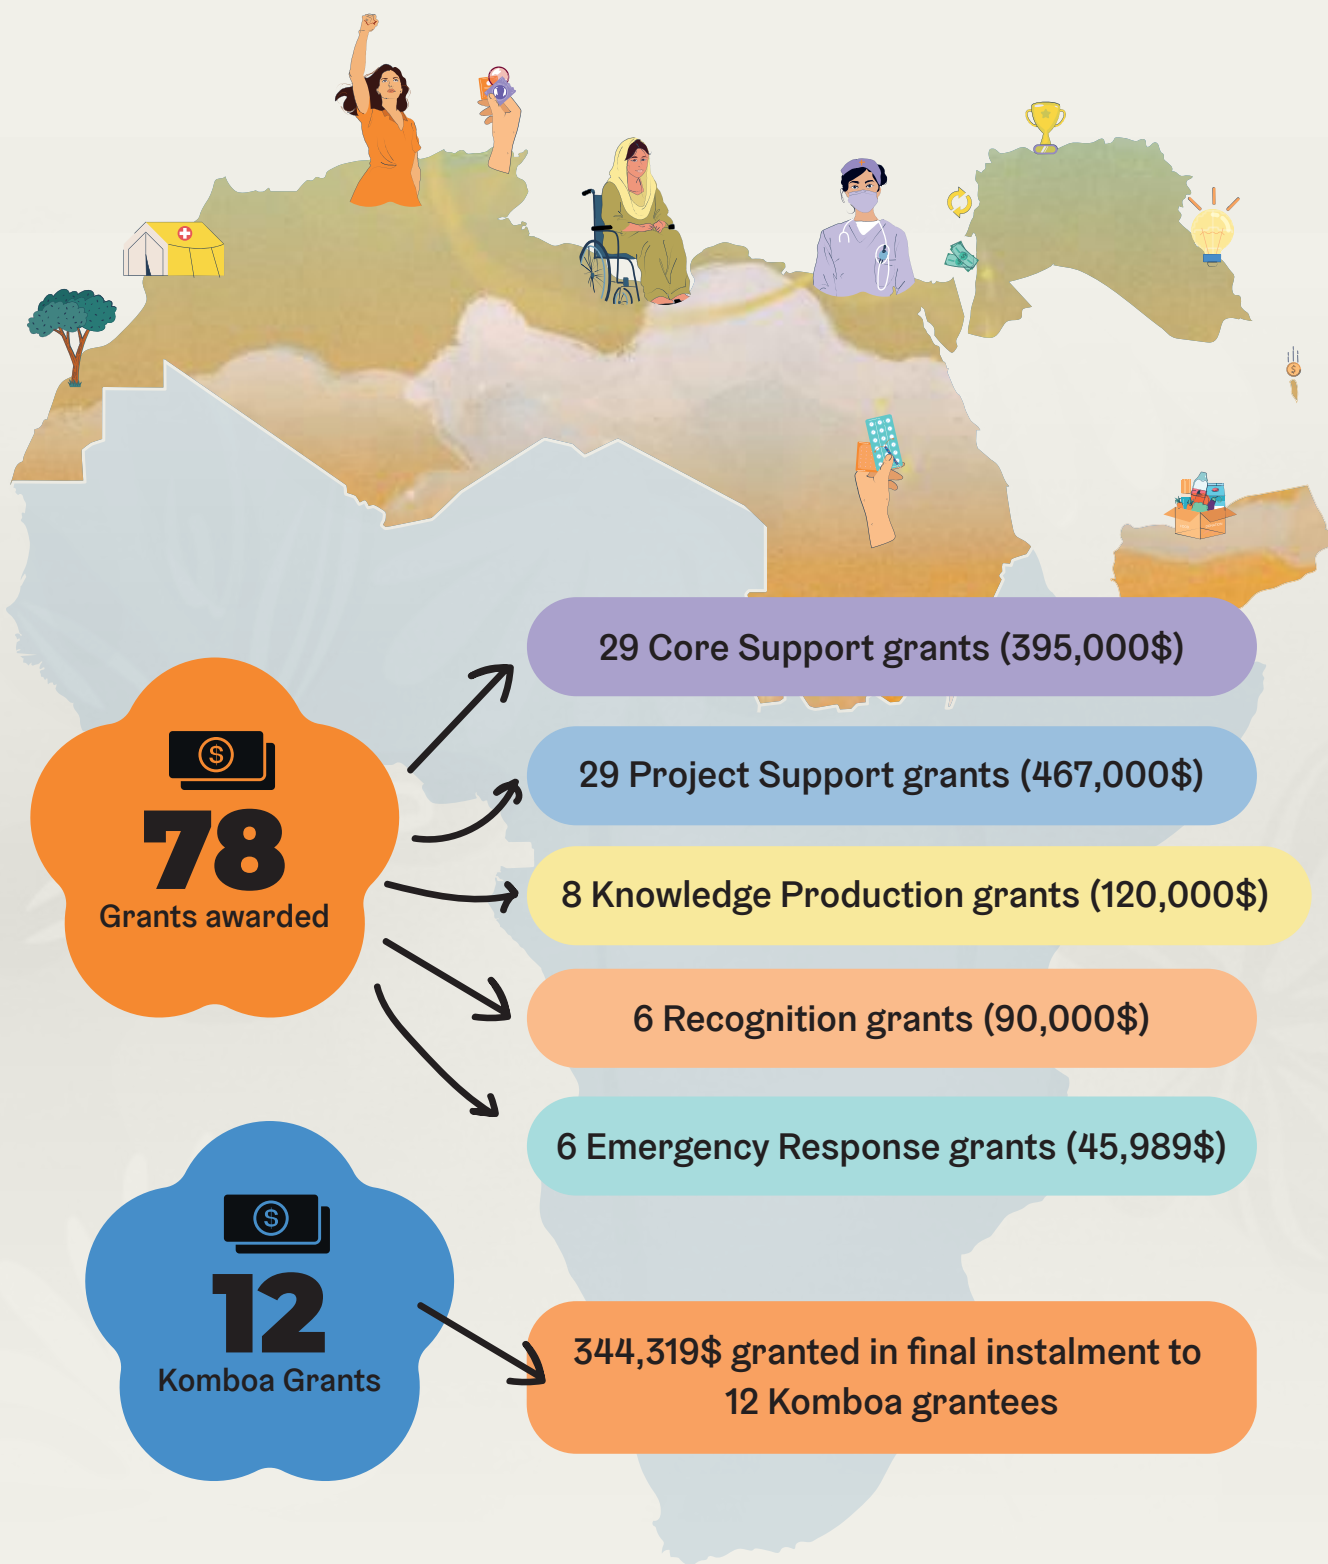 78
Grants awarded
29 Core Support grants (395,000$)
29 Project Support grants (467,000$)
8 Knowledge Production grants (120,000$)
6 Recognition grants (90,000$)
6 Emergency Response grants (45,989$)
12
Komboa Grants
344,319$ granted in final instalment to
12 Komboa grantees